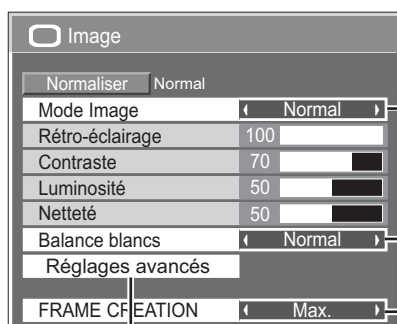 Image
Normaliser Normal
Mode Image Normal
Rétro-éclairage 100
Contraste 70
Luminosité 50
Netteté 50
Balance blancs Normal
Réglages avancés
FRAME CREATION Max.